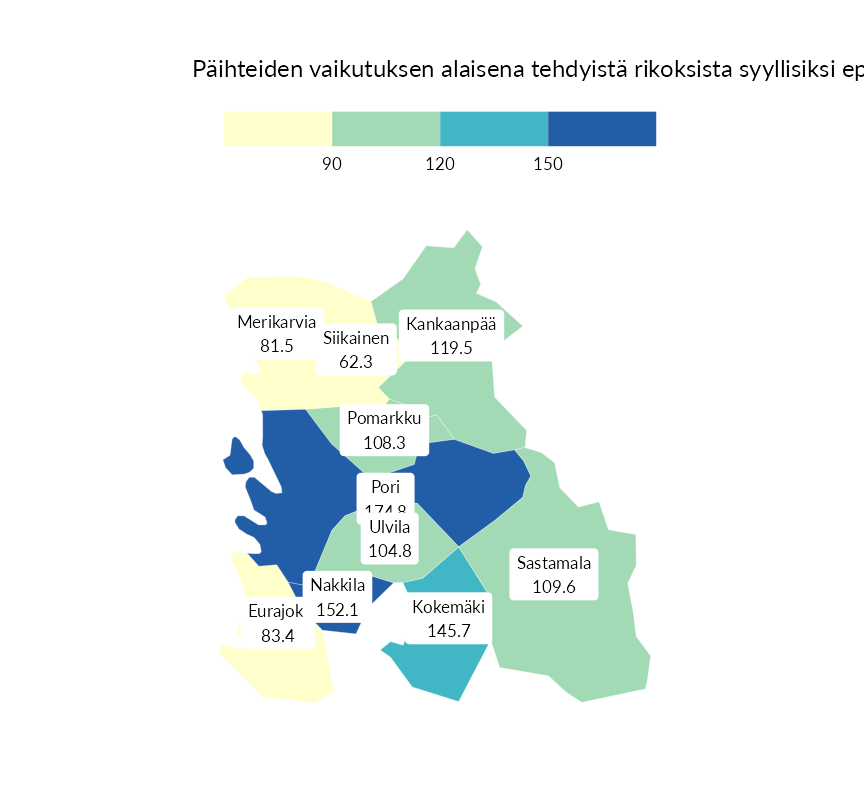 Päihteiden vaikutuksen alaisena tehdyistä rikoksista syyllisiksi
90 120 150
Merikarvia
81.5
Siikainen
62.3
Kankaanpää
119.5
Pomarkku
108.3
Pori
174.8
Ulvila
104.8
Sastamala
109.6
Nakkila
152.1
Eurajok
83.4
Kokemäki
145.7